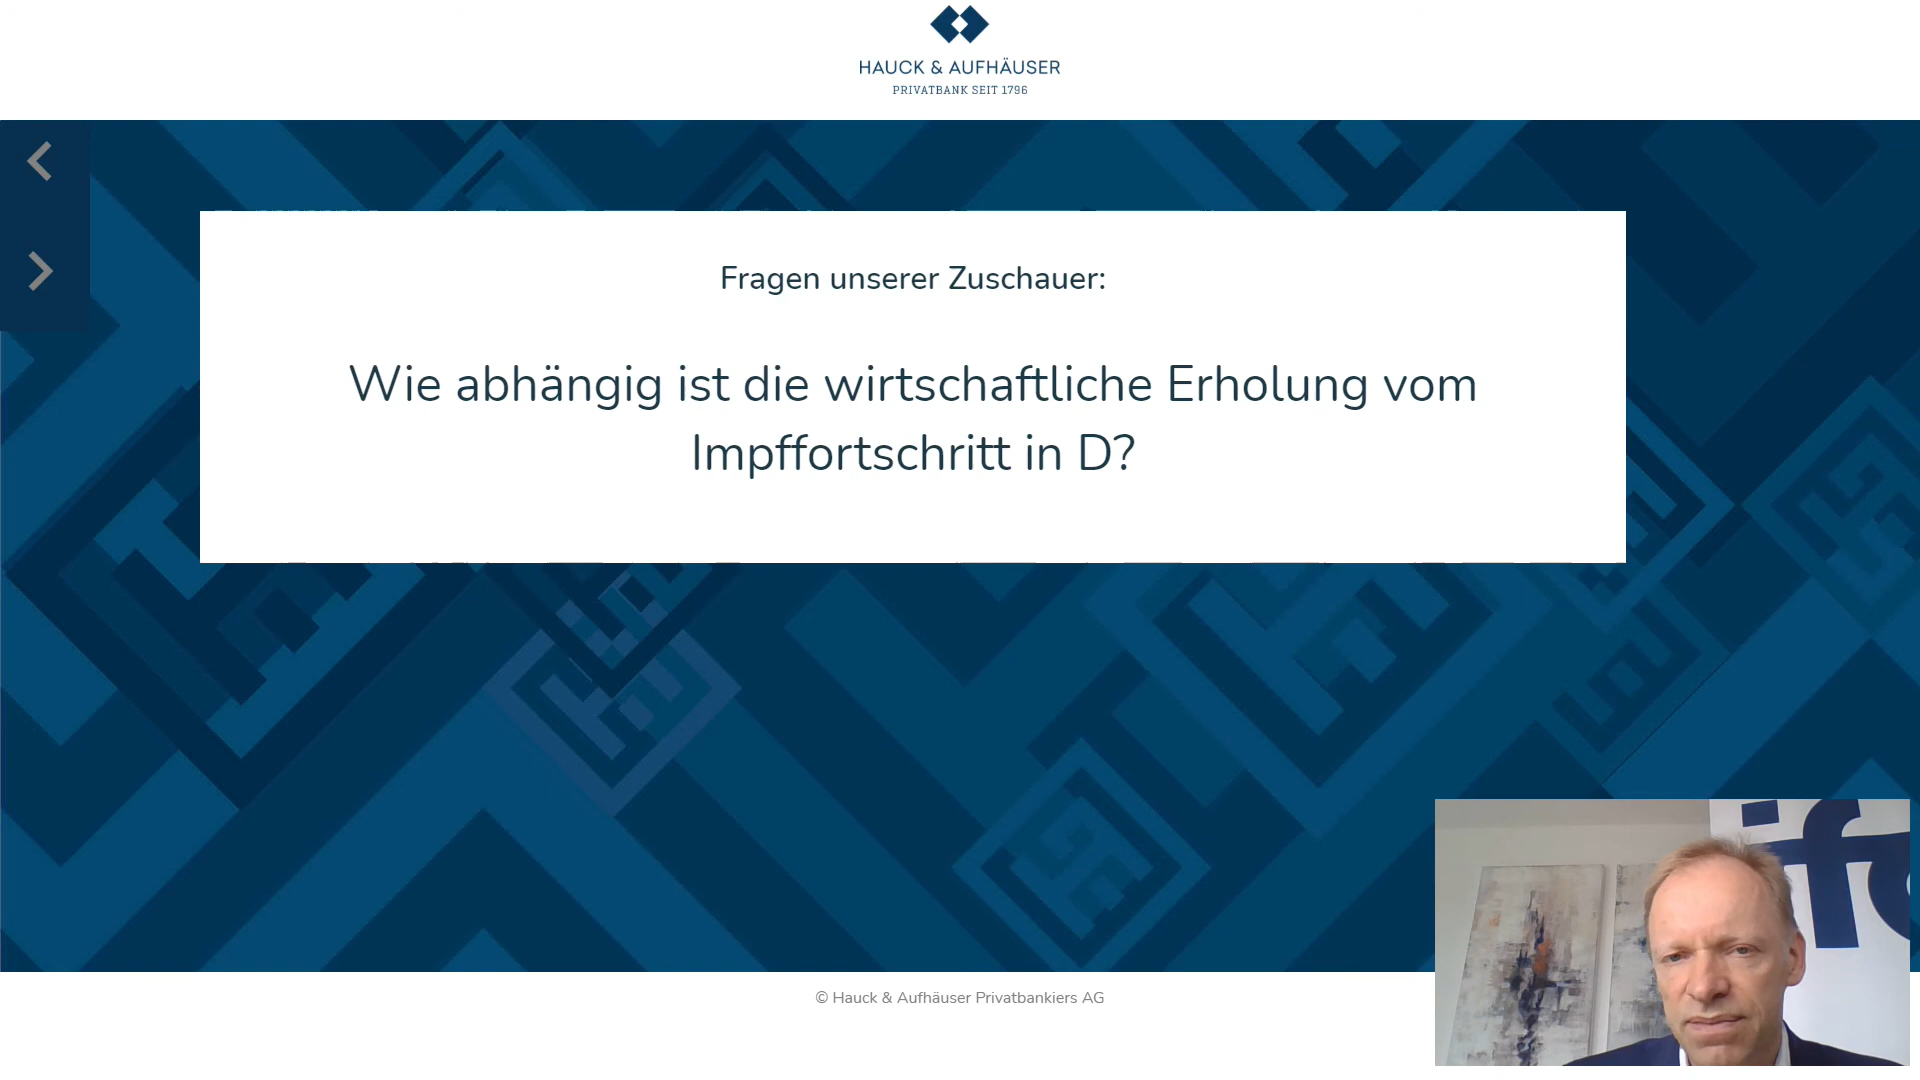 HAUCK & AUFHÄUSER
PRIVATBANK SEIT 1796
Fragen unserer Zuschauer:
Wie abhängig ist die wirtschaftliche Erholung vom
Impffortschritt in D?
© Hauck & Aufhäuser Privatbankiers AG
ifo